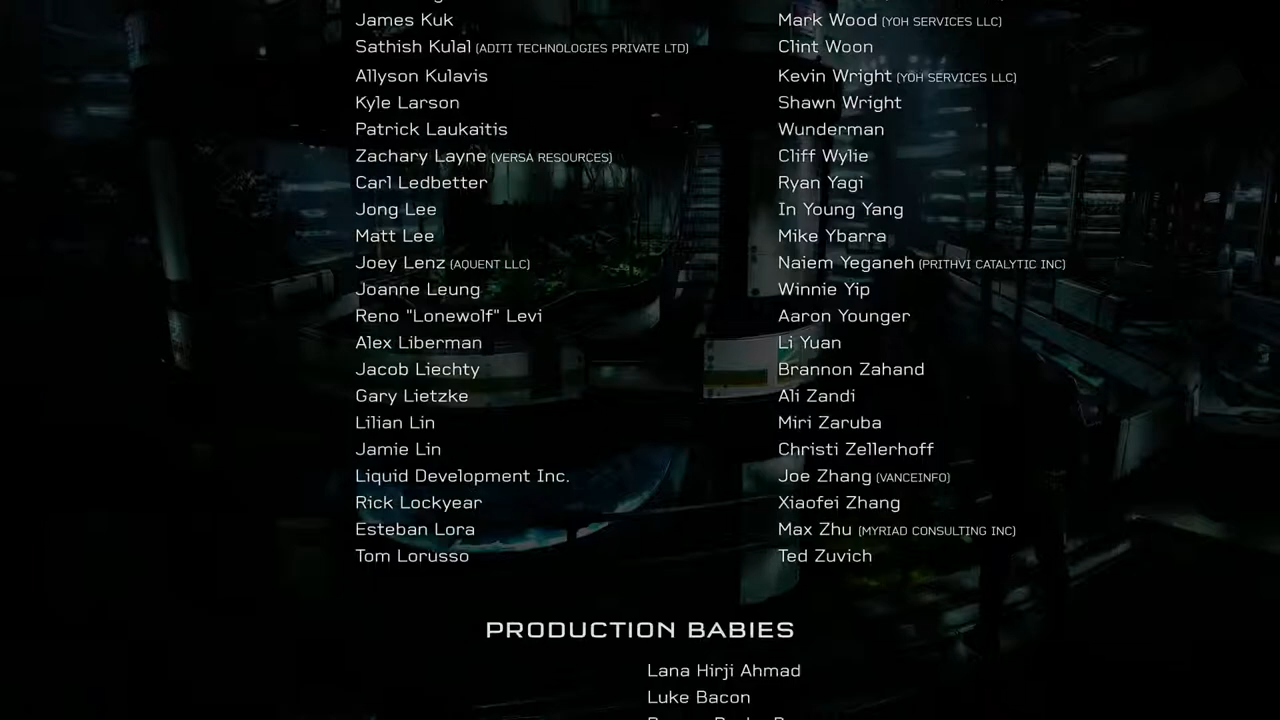 James Kuk
Sathish Kulal (ADITI TECHNOLOGIES PRIVATE LTD)
Allyson Kulavis
Kyle Larson
Patrick Laukaitis
Zachary Layne (VERSA RESOURCES)
Carl Ledbetter
Jong Lee
Matt Lee
Joey Lenz (AQUENT LLC)
Joanne Leung
Reno "Lonewolf" Levi
Alex Liberman
Jacob Liechty
Gary Lietzke
Lilian Lin
Jamie Lin
Liquid Development Inc.
Rick Lockyear
Esteban Lora
Tom Lorusso
Mark Wood (YOH SERVICES LLC)
Clint Woon
Kevin Wright (YOH SERVICES LLC)
Shawn Wright
Wunderman
Cliff Wylie
Ryan Yagi
In Young Yang
Mike Ybarra
Naiem Yeganeh (PRITHVI CATALYTIC INC)
Winnie Yip
Aaron Younger
Li Yuan
Brannon Zahand
Ali Zandi
Miri Zaruba
Christi Zellerhoff
Joe Zhang (VANCEINFO)
Xiaofei Zhang
Max Zhu (MYRIAD CONSULTING INC)
Ted Zuvich
PRODUCTION BABIES
Lana Hirji Ahmad
Luke Bacon